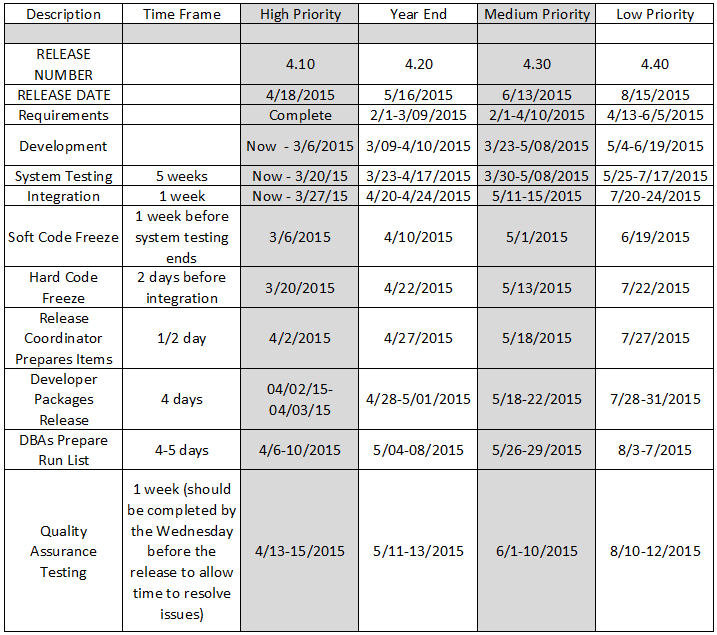 Description Time Frame High Priority Year End Medium Priority Low Priority
RELEASE
NUMBER
4.10 4.20 4.30 4.40
RELEASE DATE 4/18/2015 5/16/2015 6/13/2015 8/15/2015
Requirements Complete 2/1-3/09/2015 2/1-4/10/2015 4/13-6/5/2015
Development Now - 3/6/2015 3/09-4/10/2015 3/23-5/08/2015 5/4-6/19/2015
System Testing 5 weeks Now - 3/20/15 3/23-4/17/2015 3/30-5/08/2015 5/25-7/17/2015
Integration 1 week Now - 3/27/15 4/20-4/24/2015 5/11-15/2015 7/20-24/2015
Soft Code Freeze
1 week before
system testing
ends
3/6/2015 4/10/2015 5/1/2015 6/19/2015
Hard Code
Freeze
2 days before
integration
3/20/2015 4/22/2015 5/13/2015 7/22/2015
Release
Coordinator
Prepares Items
1/2 day 4/2/2015 4/27/2015 5/18/2015 7/27/2015
Developer
Packages
Release
4 days
04/02/15-
04/03/15
4/28-5/01/2015 5/18-22/2015 7/28-31/2015
DBAs Prepare
Run List
4-5 days 4/6-10/2015 5/04-08/2015 5/26-29/2015 8/3-7/2015
Quality
Assurance
Testing
1 week (should
be completed by
the Wednesday
before the
release to allow
time to resolve
issues)
4/13-15/2015 5/11-13/2015 6/1-10/2015 8/10-12/2015